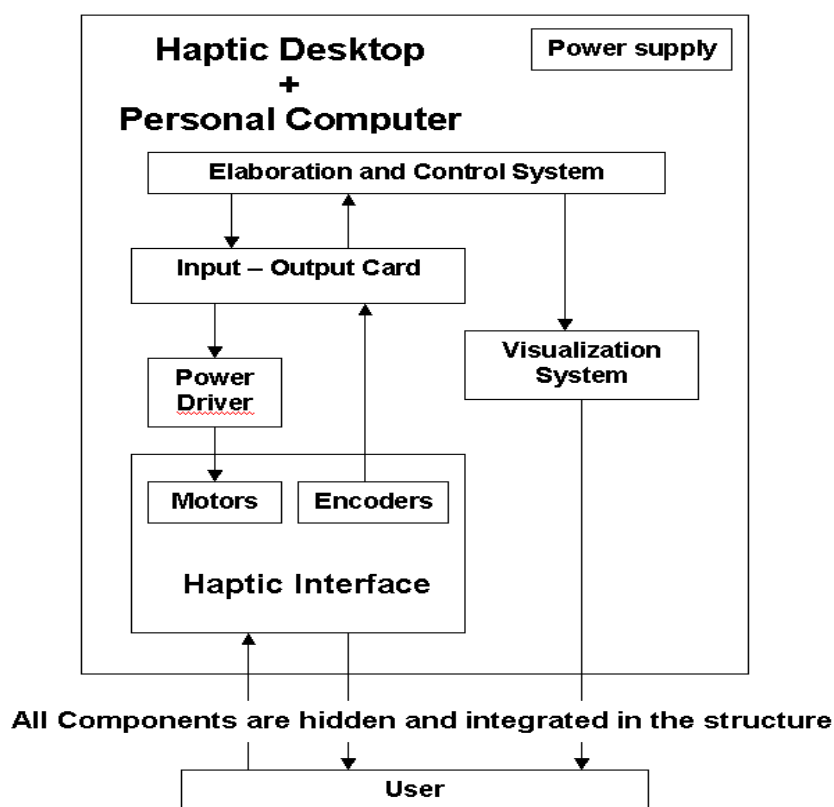 Haptic Desktop
+
Personal Computer
Power supply
Elaboration and Control System
Input – Output Card
Visualization
System
Power
Driver
Motors
Encoders
Haptic Interface
All Components are hidden and integrated in the structure
User